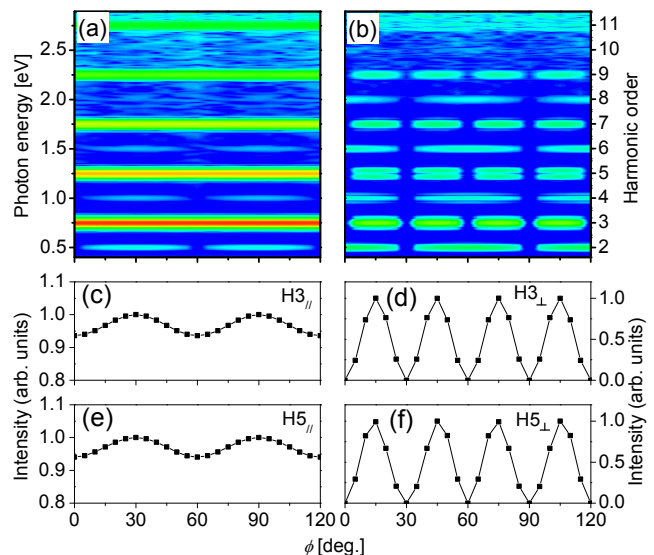 (a)
(b)
Photon energy [eV]
2.5
2.0
1.5
1.0
0.5
Harmonic order
11
10
9
8
7
6
5
4
3
2
(c)
H3//
(d)
H3⊥
1.1
1.0
0.9
0.8
1.0
0.5
0.0
(e)
H5//
(f)
H5⊥
1.1
1.0
0.9
0.8
1.0
0.5
0.0
Intensity (arb. units)
Intensity (arb. units)
0 30 60 90 120 0 30 60 90 120
ϕ [deg.]